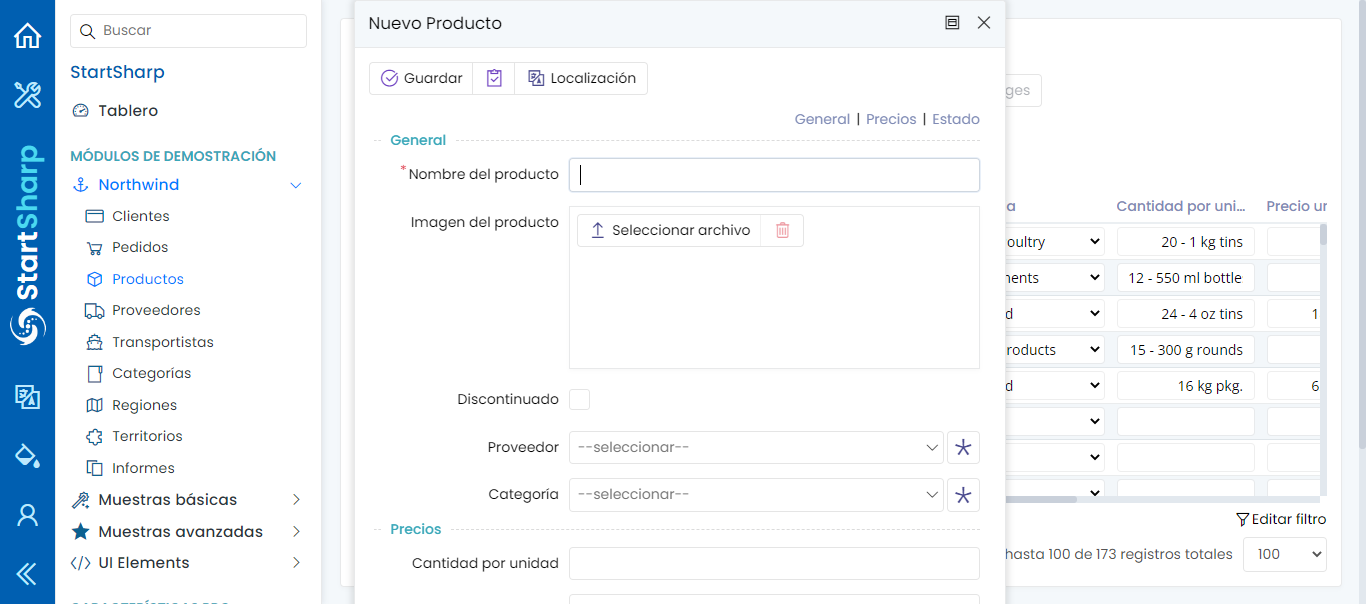 StartSharp
Buscar
StartSharp
Tablero
MÓDULOS DE DEMOSTRACIÓN
Northwind
Clientes
Pedidos
Productos
Proveedores
Transportistas
Categorías
Regiones
Territorios
Informes
Muestras básicas
Muestras avanzadas
UI Elements
Nuevo Producto
Guardar
Localización
General | Precios | Estado
General
*Nombre del producto
Imagen del producto
Seleccionar archivo
Discontinuado
Proveedor --seleccionar--
Categoría --seleccionar--
Precios
Cantidad por unidad
ges
a Cantidad por uni... Precio ur
oultry 20 - 1 kg tins
nents 12 - 550 ml bottle
d 24 - 4 oz tins 1
roducts 15 - 300 g rounds
d 16 kg pkg. 6
Editar filtro
hasta 100 de 173 registros totales 100